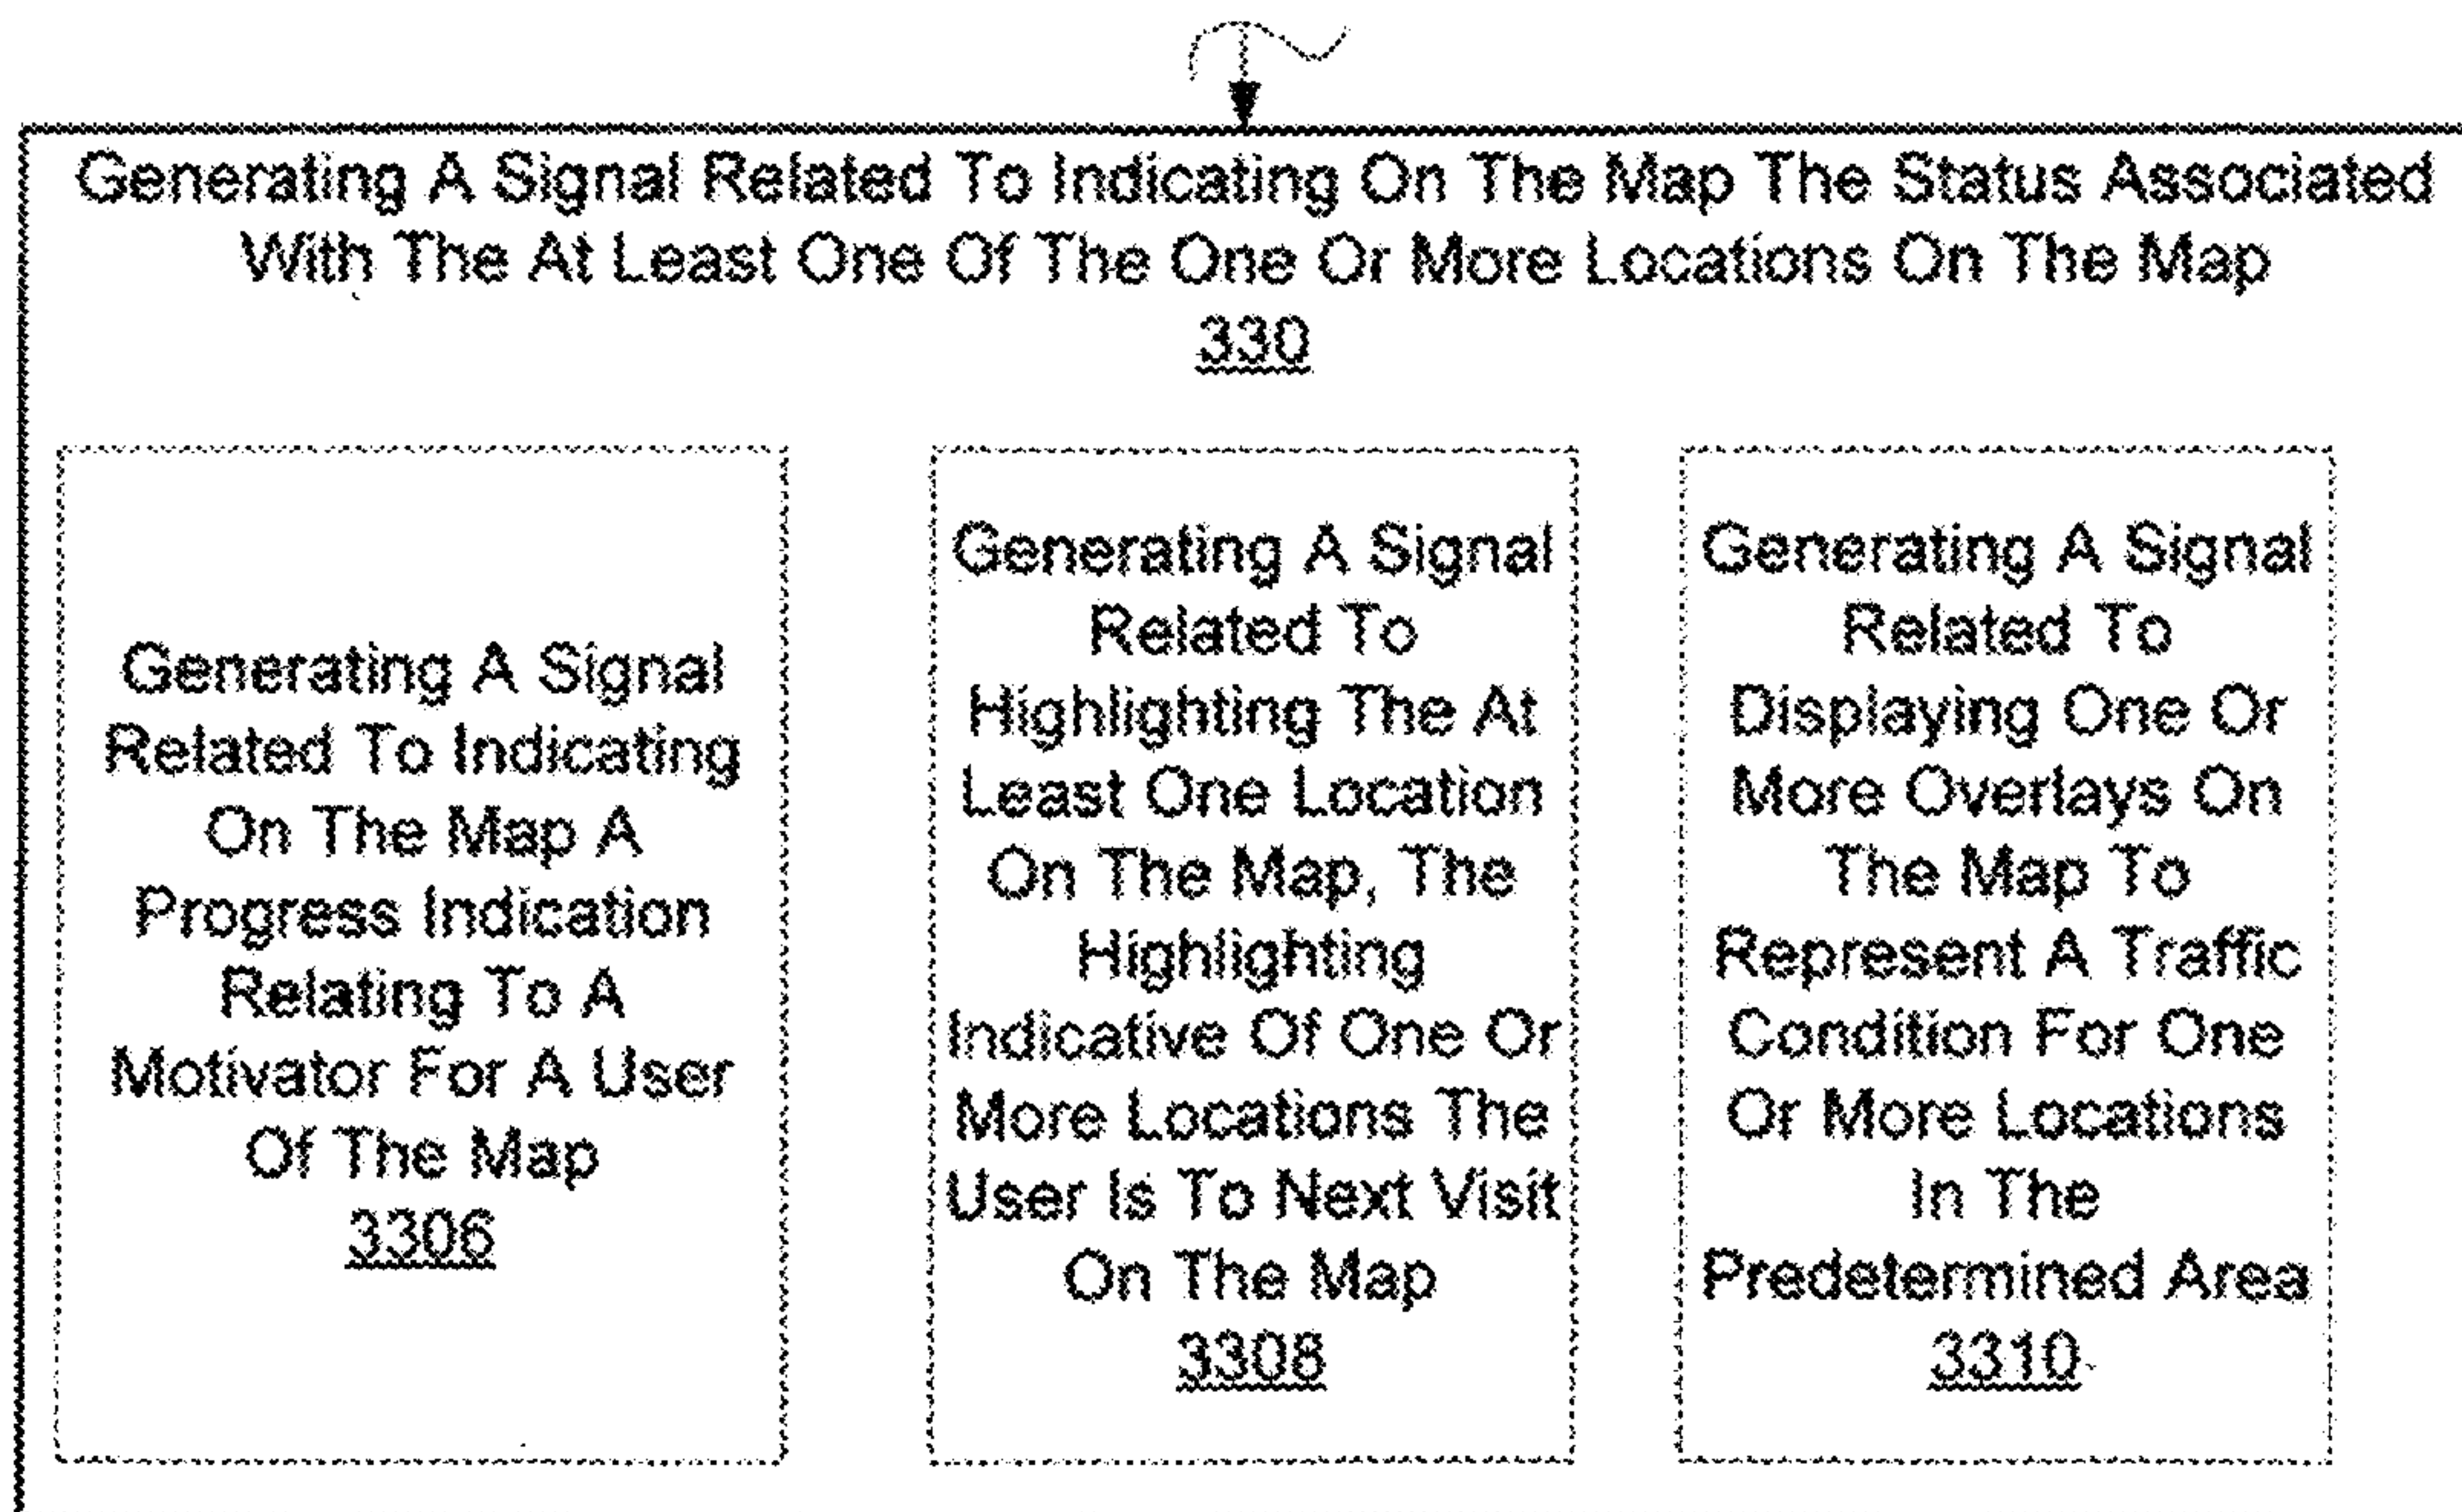 Generating A Signal Related To Indicating On The Map The Status Associated
With The At Least One Of The One Or More Locations On The Map
330
Generating A Signal
Related To Indicating
On The Map A
Progress Indication
Relating To A
Motivator For A User
Of The Map
3306
Generating A Signal
Related To
Highlighting The At
Least One Location
On The Map, The
Highlighting
Indicative Of One Or
More Locations The
User Is To Next Visit
On The Map
3308
Generating A Signal
Related To
Displaying One Or
More Overlays On
The Map To
Represent A Traffic
Condition For One
Or More Locations
In The
Predetermined Area
3310